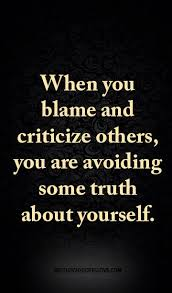 When you
blame and
criticize others,
you are avoiding
some truth
about yourself.